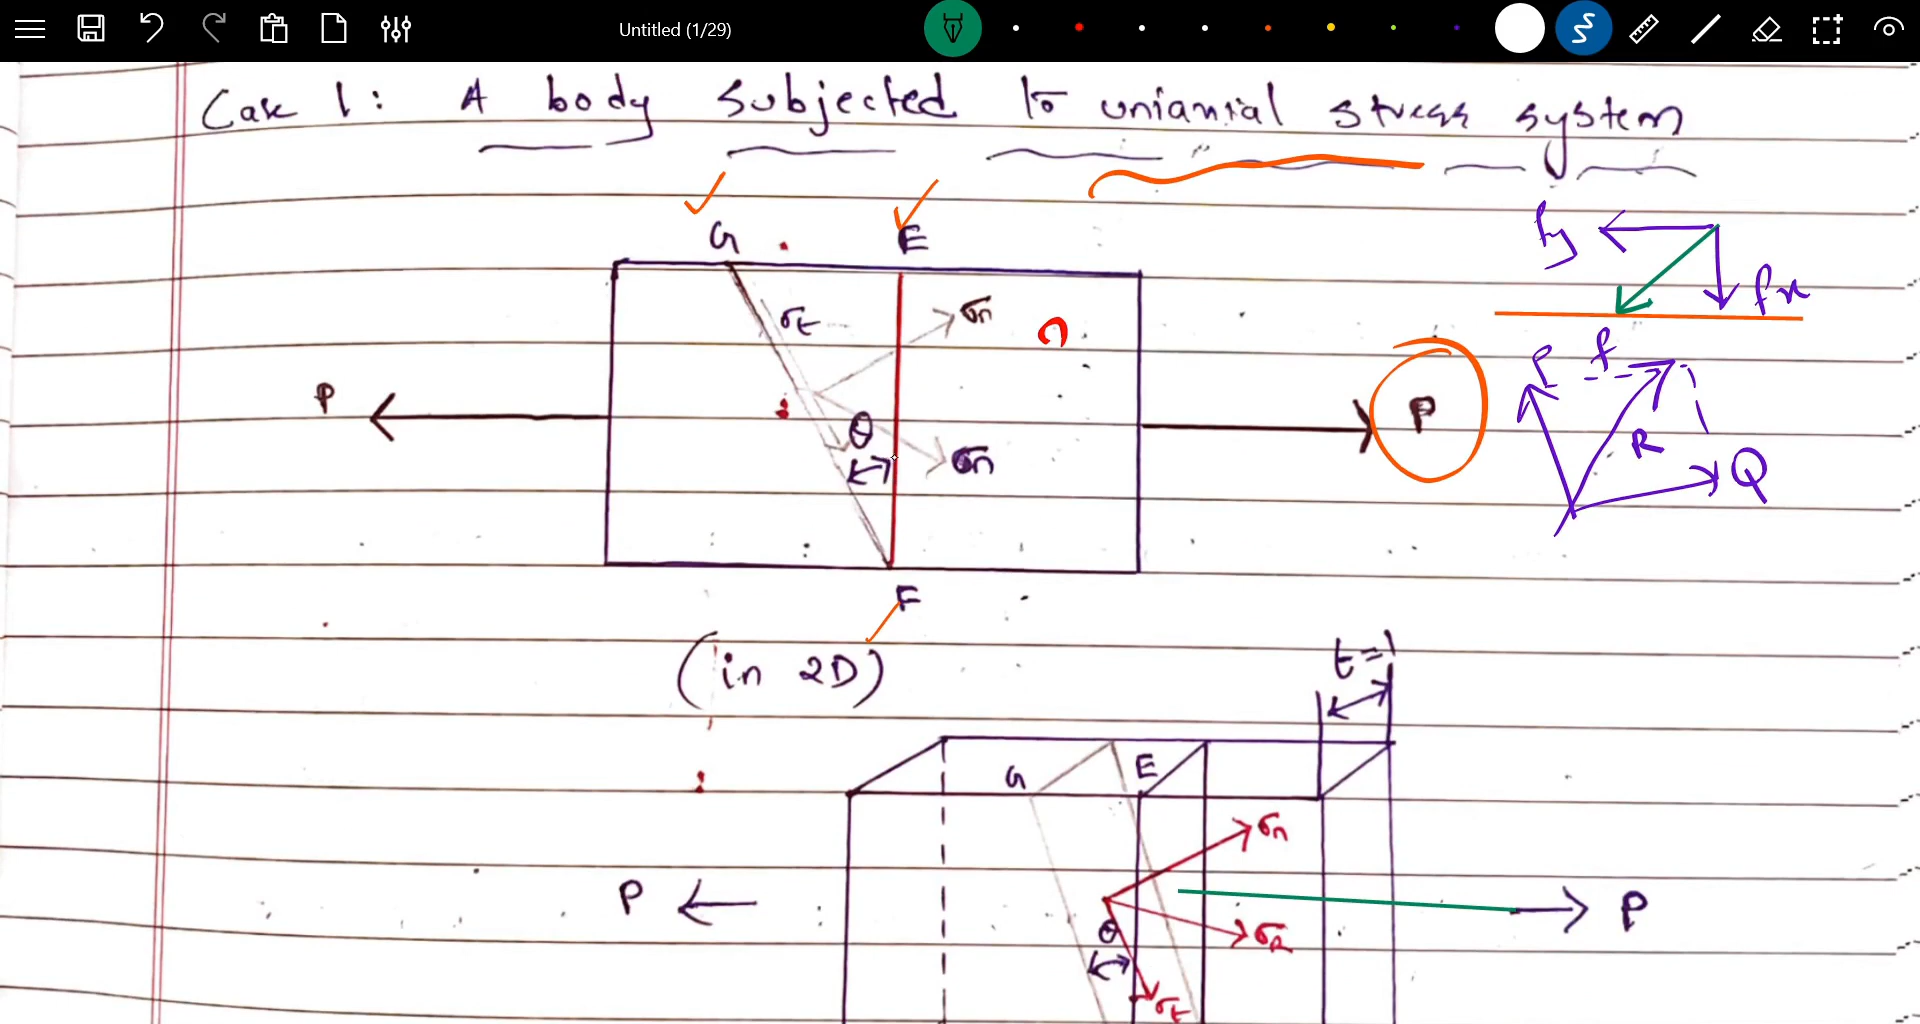 Untitled (1/29)
Case 1: A body subjected to uniaxial stress system
G E
fy
fx
σt σn
P θ σn P
P f
R Q
F
(in 2D)
t=1
G E
σn
P P
θ σR
σt